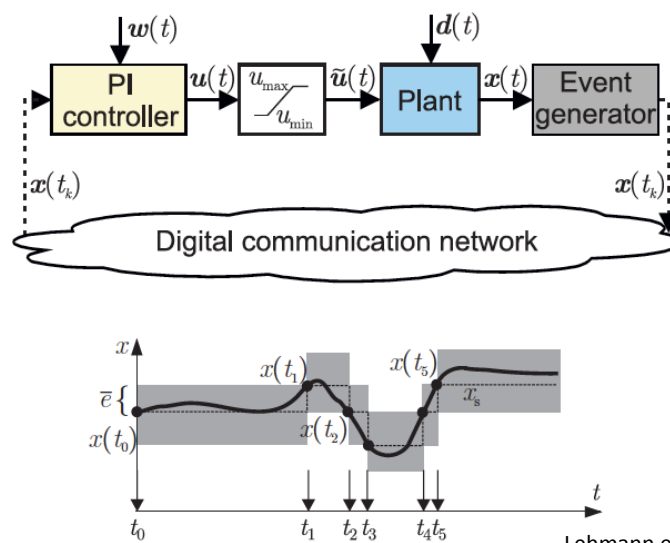 w(t)
d(t)
PI controller
u(t)
u_max
u_min
ũ(t)
Plant
x(t)
Event generator
x(t_k)
x(t_k)
Digital communication network
x
x(t_1)
x(t_5)
ē {
x_s
x(t_2)
x(t_0)
t
t_0
t_1
t_2
t_3
t_4
t_5